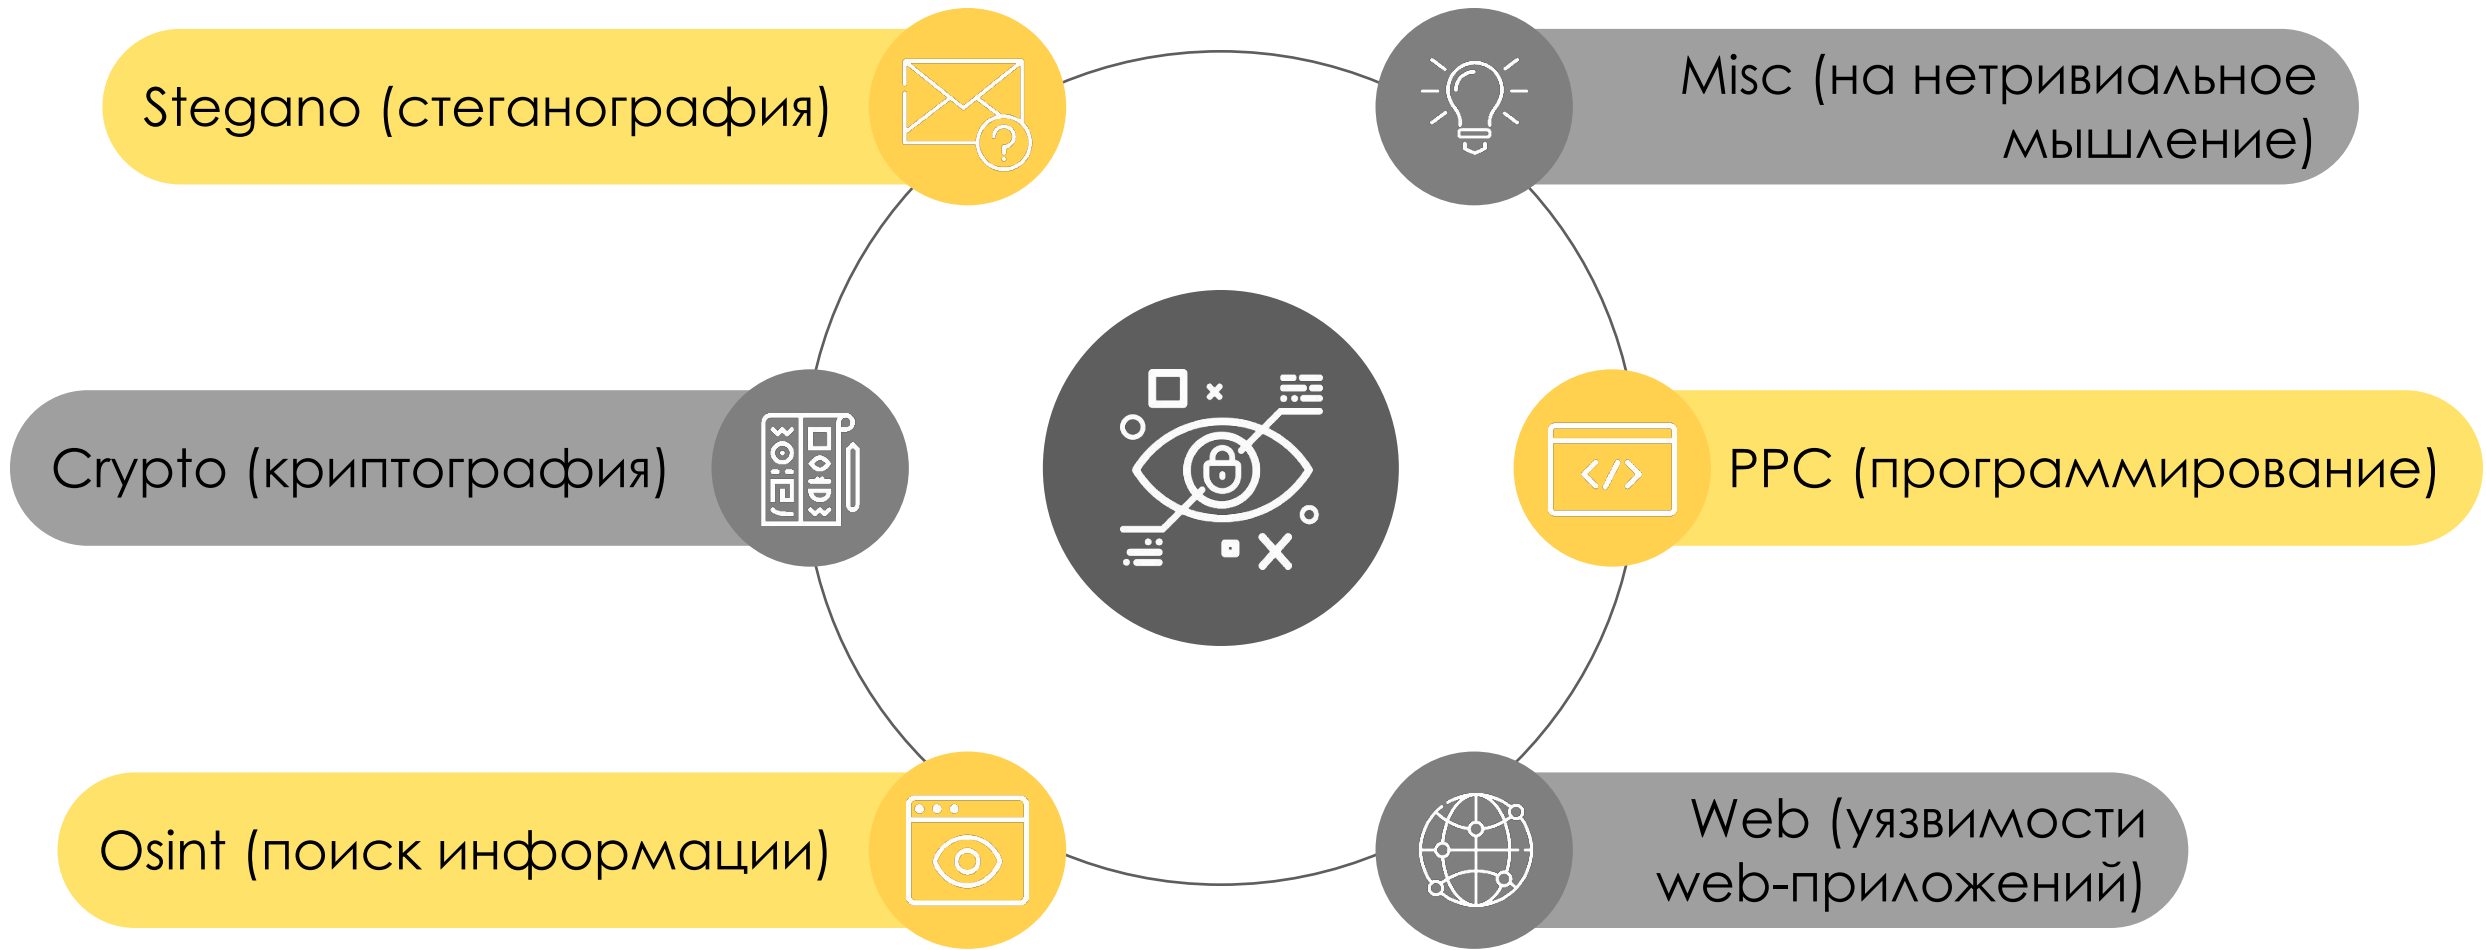 Stegano (стеганография)
Misc (на нетривиальное
мышление)
Crypto (криптография)
PPC (программирование)
Osint (поиск информации)
Web (уязвимости
web-приложений)